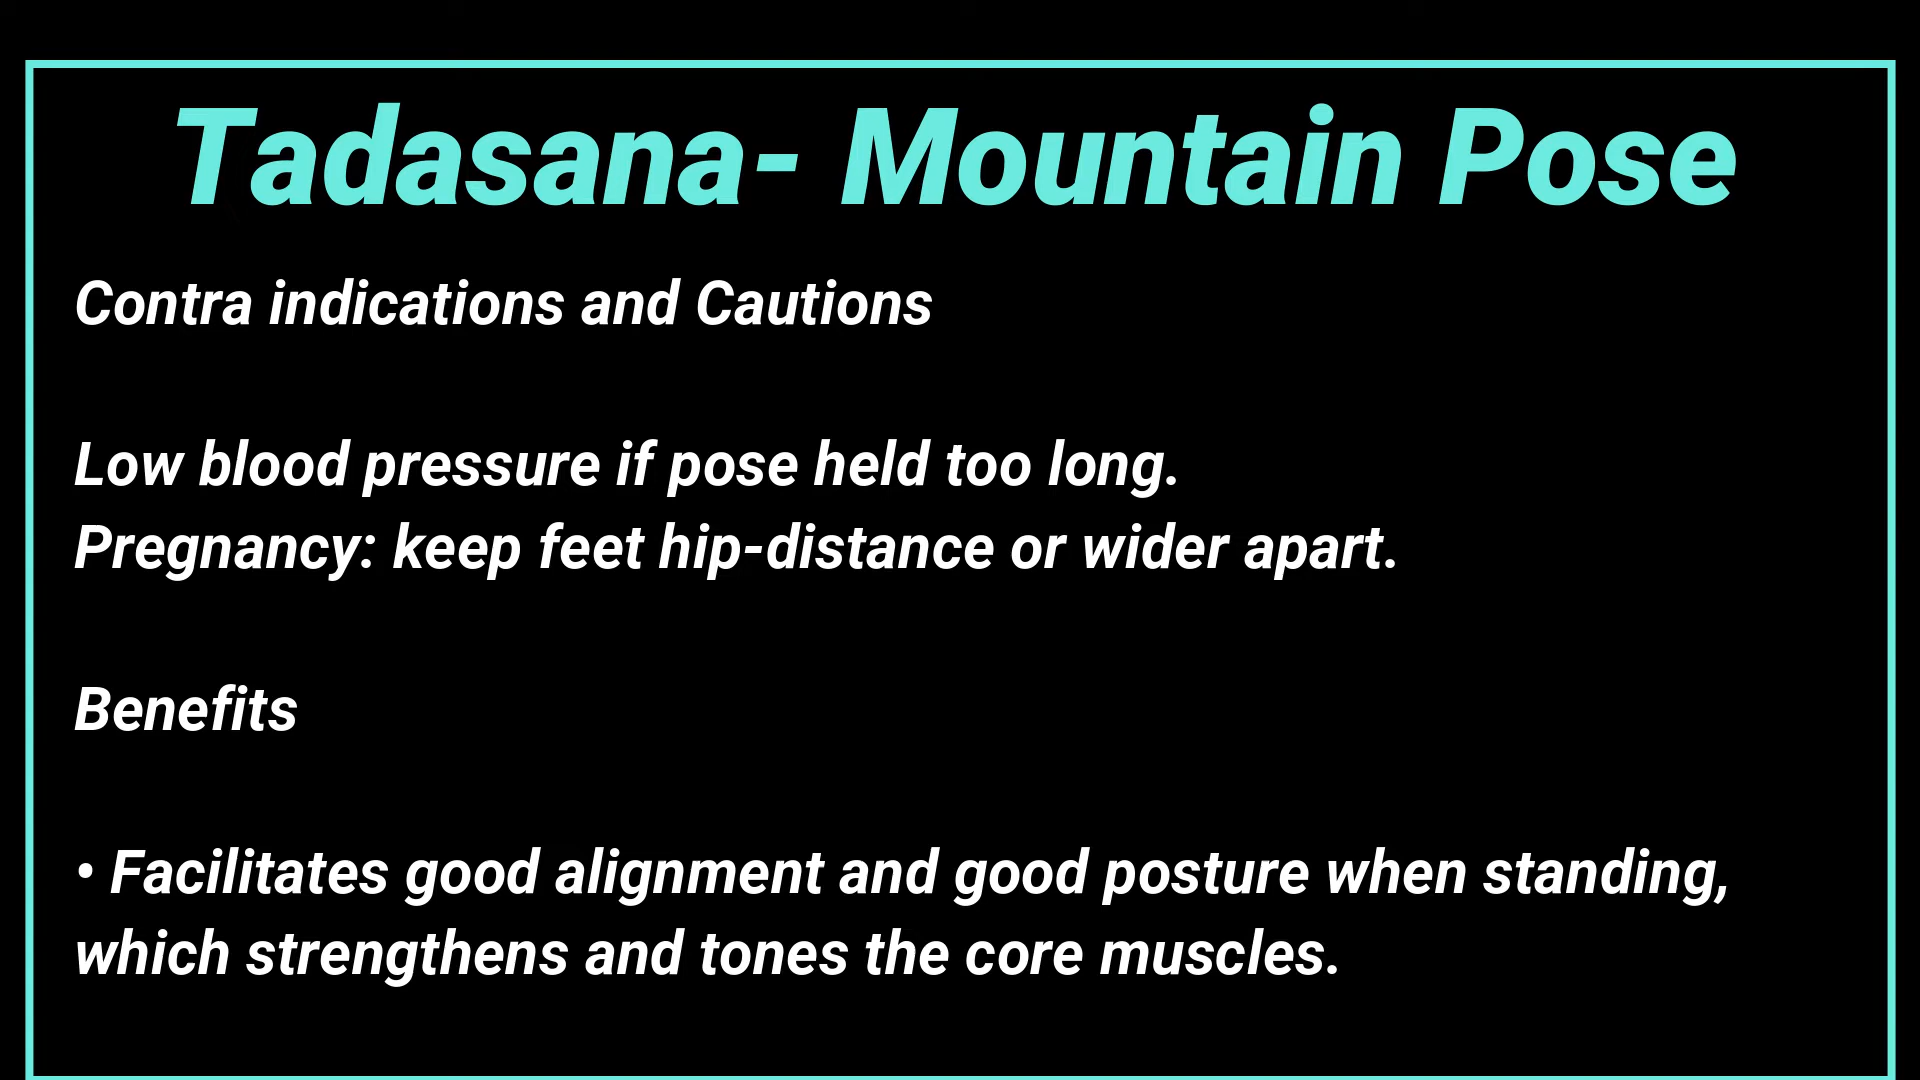 Tadasana- Mountain Pose
Contra indications and Cautions
Low blood pressure if pose held too long.
Pregnancy: keep feet hip-distance or wider apart.
Benefits
• Facilitates good alignment and good posture when standing,
which strengthens and tones the core muscles.